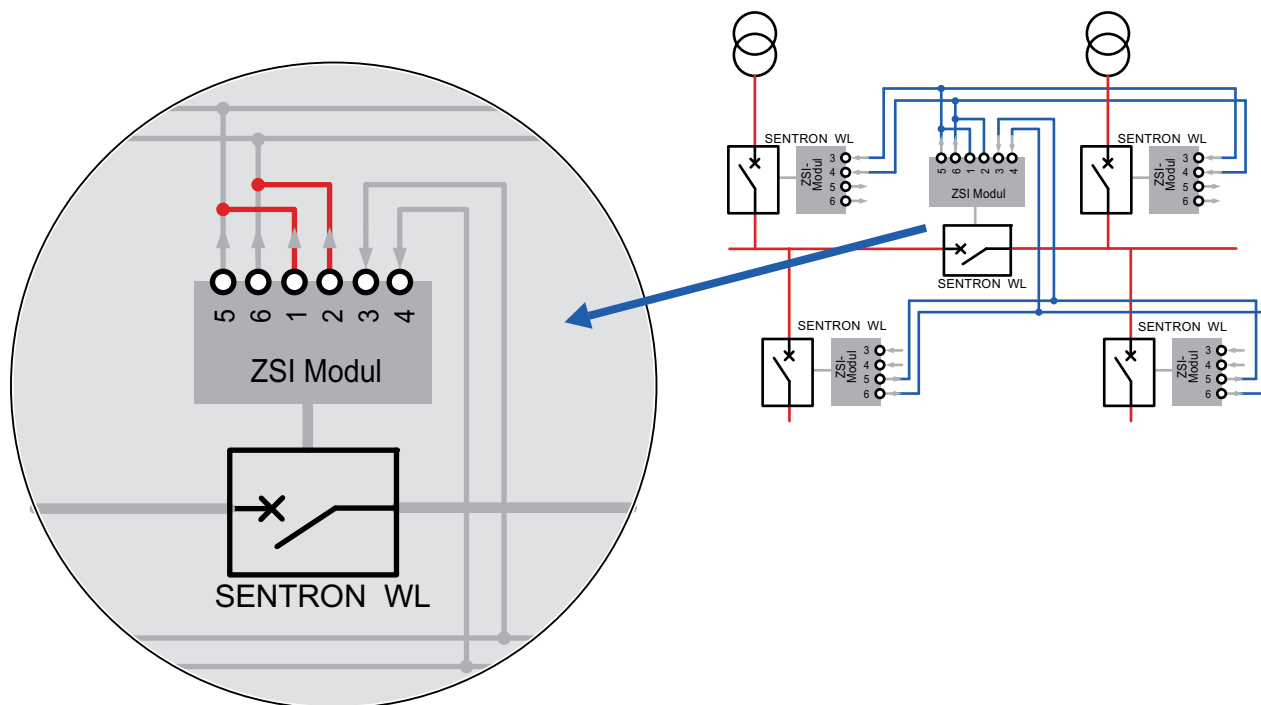 5 6 1 2 3 4
ZSI Modul
SENTRON WL
SENTRON WL
ZSI-
Modul
3
4
5
6
5 6 1 2 3 4
ZSI Modul
SENTRON WL
SENTRON WL
ZSI-
Modul
3
4
5
6
SENTRON WL
ZSI-
Modul
3
4
5
6
SENTRON WL
ZSI-
Modul
3
4
5
6